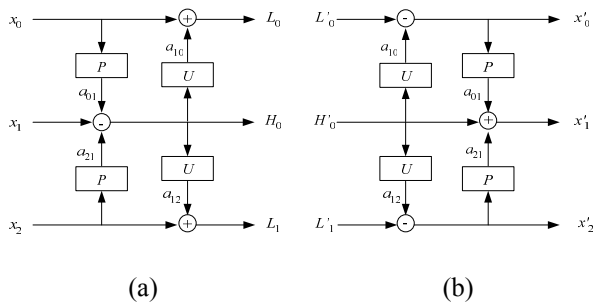 x0 + L0 L'0 - x'0
a10 a10
P U U P
a01 a01
x1 - H0 H'0 + x'1
a21 a21
P U U P
a12 a12
x2 + L1 L'1 - x'2
(a) (b)